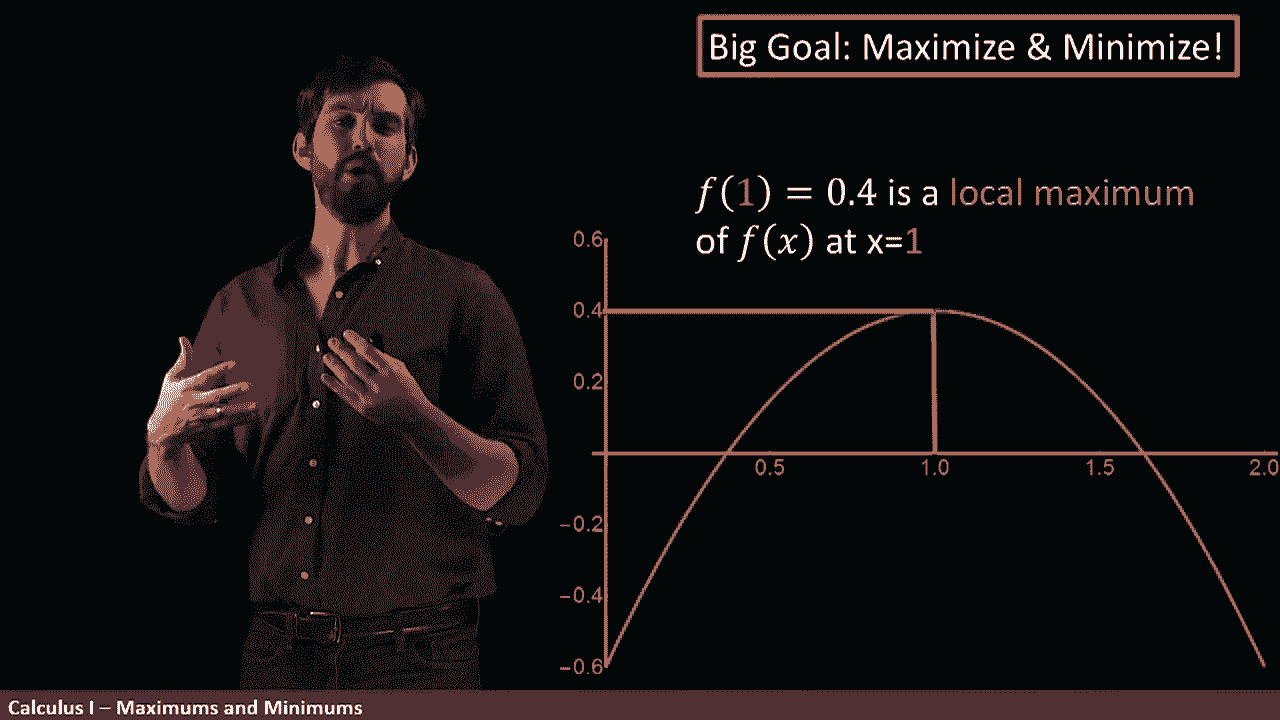 Big Goal: Maximize & Minimize!
f(1) = 0.4 is a local maximum
of f(x) at x=1
0.6
0.4
0.2
0.5 1.0 1.5 2.0
−0.2
−0.4
−0.6
Calculus I – Maximums and Minimums